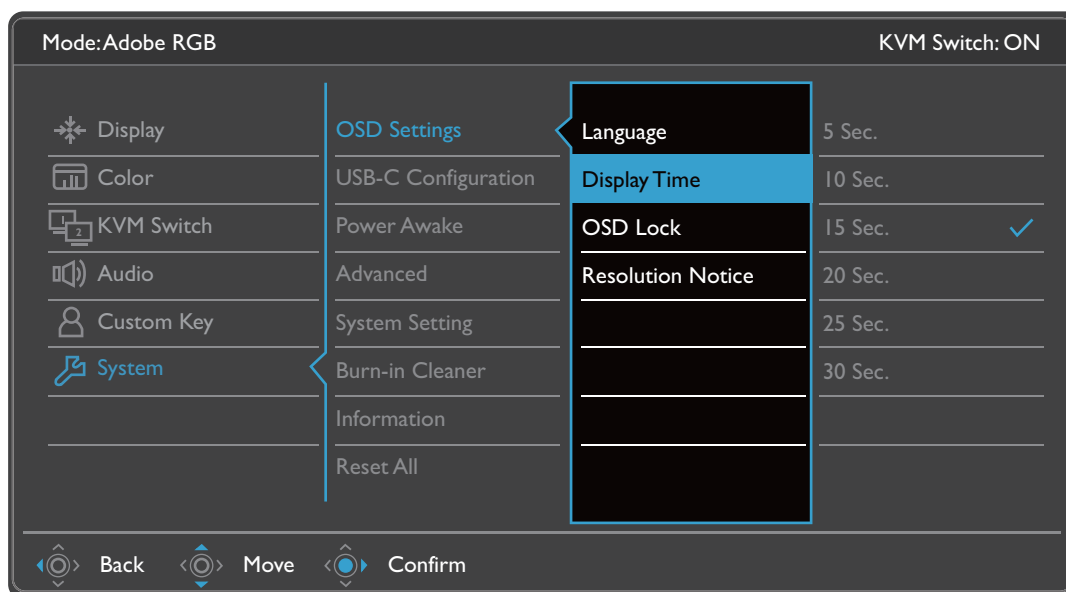 Mode: Adobe RGB
KVM Switch: ON
Display
Color
1
2
KVM Switch
Audio
Custom Key
System
OSD Settings
USB-C Configuration
Power Awake
Advanced
System Setting
Burn-in Cleaner
Information
Reset All
Language
Display Time
OSD Lock
Resolution Notice
5 Sec.
10 Sec.
15 Sec.
20 Sec.
25 Sec.
30 Sec.
Back
Move
Confirm